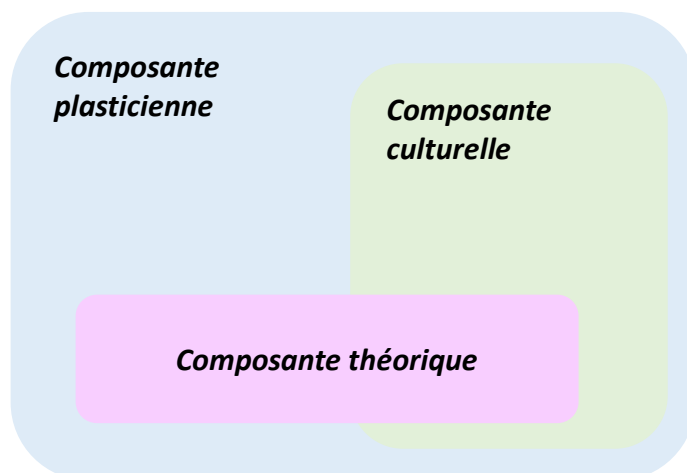 Composante
plasticienne
Composante
culturelle
Composante théorique